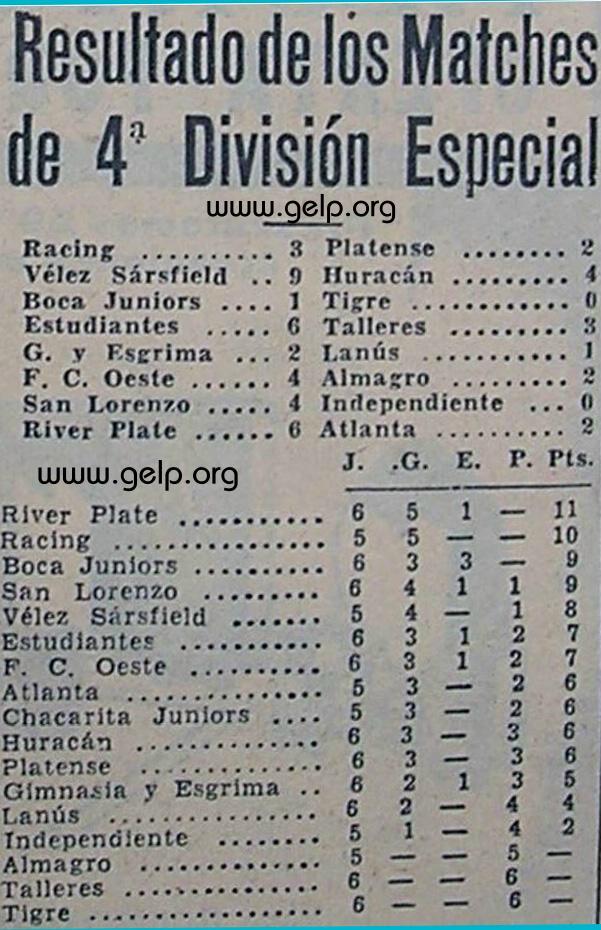 Resultado de los Matches
de 4ª División Especial
www.gelp.org
Racing .......... 3 Platense ........ 2
Vélez Sársfield .. 9 Huracán ......... 4
Boca Juniors .... 1 Tigre ........... 0
Estudiantes ..... 6 Talleres ........ 3
G. y Esgrima ... 2 Lanús ........... 1
F. C. Oeste ...... 4 Almagro ......... 2
San Lorenzo ..... 4 Independiente ... 0
River Plate ...... 6 Atlanta .......... 2
www.gelp.org
J. .G. E. P. Pts.
River Plate ........... 6 5 1 — 11
Racing ................ 5 5 — — 10
Boca Juniors .......... 6 3 3 — 9
San Lorenzo ......... 6 4 1 1 9
Vélez Sársfield ....... 5 4 — 1 8
Estudiantes ........... 6 3 1 2 7
F. C. Oeste .......... 6 3 1 2 7
Atlanta ............... 5 3 — 2 6
Chacarita Juniors .... 5 3 — 2 6
Huracán .............. 6 3 — 3 6
Platense .............. 6 3 — 3 6
Gimnasia y Esgrima .. 6 2 1 3 5
Lanús ................ 6 2 — 4 4
Independiente ........ 5 1 — 4 2
Almagro .............. 5 — — 5 —
Talleres ............. 6 — — 6 —
Tigre ................. 6 — — 6 —